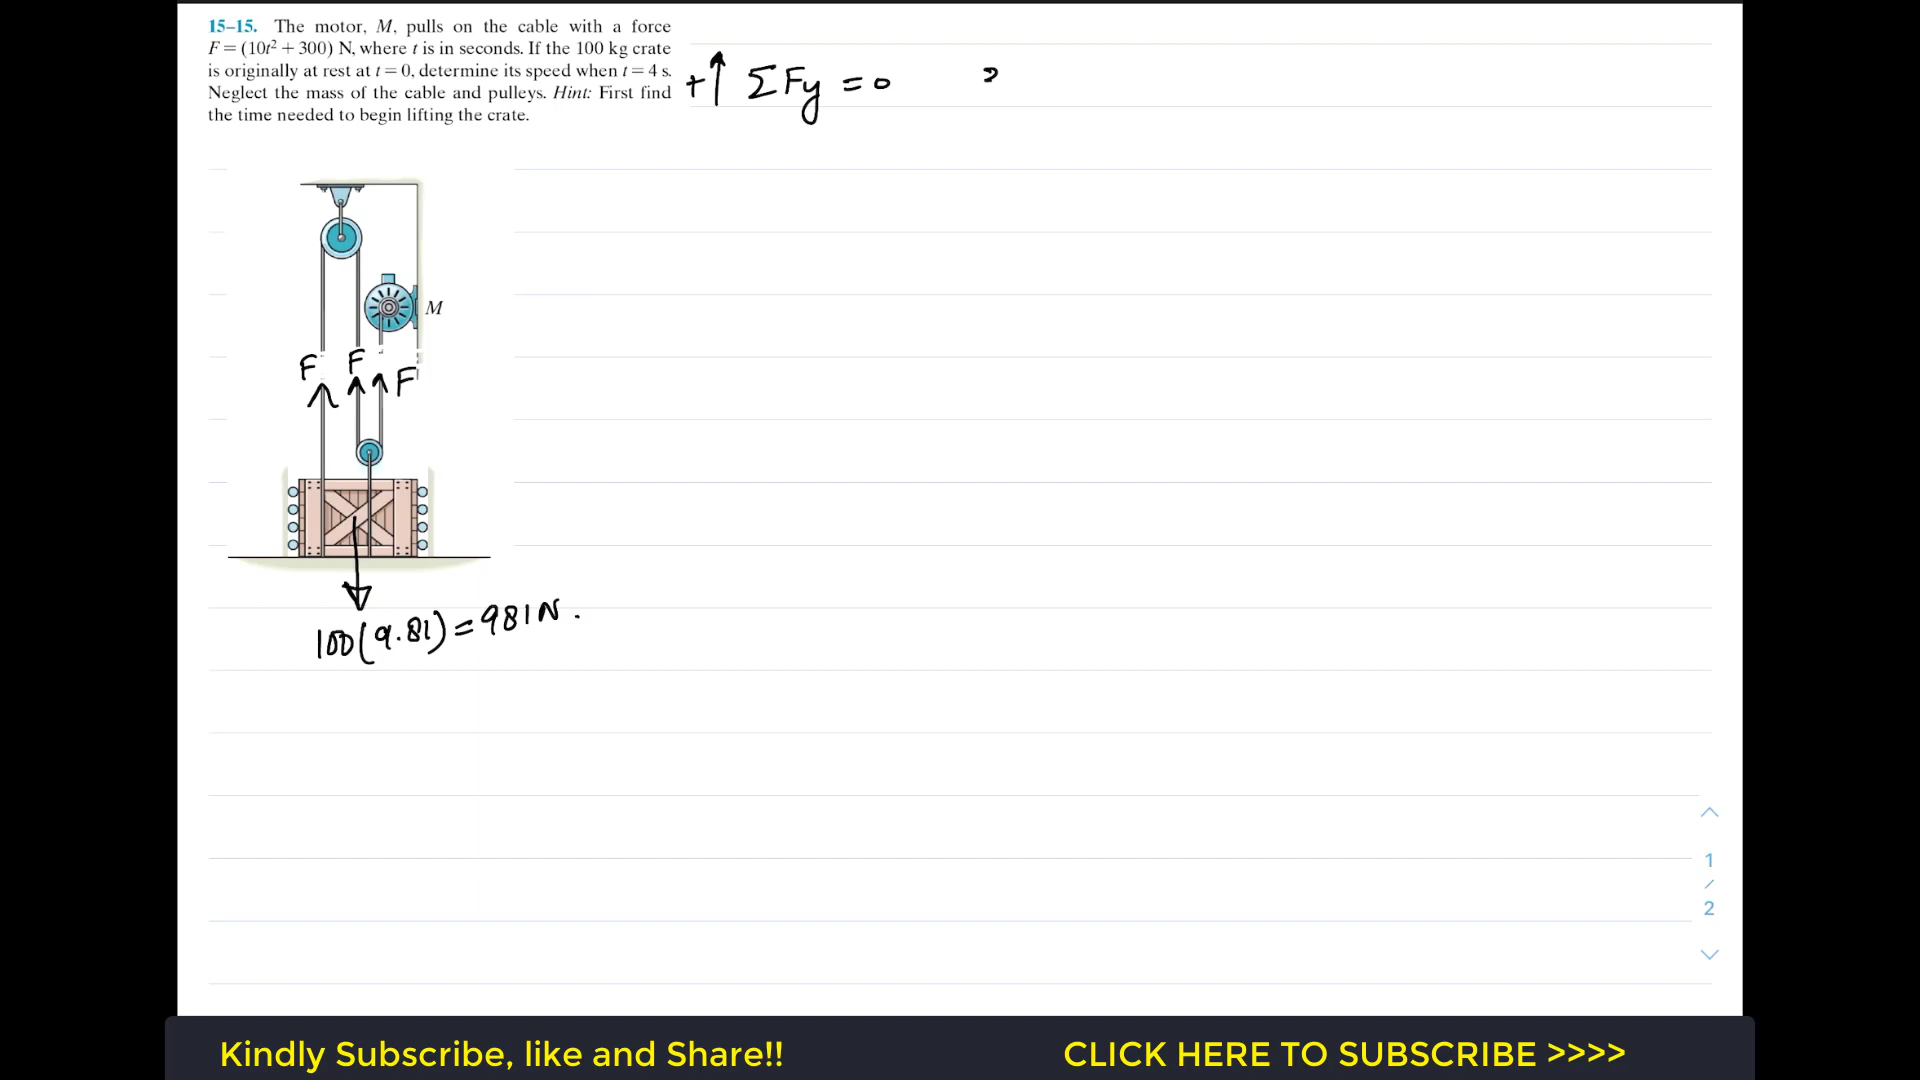 15–15. The motor, M, pulls on the cable with a force
F = (10t² + 300) N, where t is in seconds. If the 100 kg crate
is originally at rest at t = 0, determine its speed when t = 4 s.
Neglect the mass of the cable and pulleys. Hint: First find
the time needed to begin lifting the crate.
+↑ ΣFy = 0
M
F F F
100(9.81) = 981N.
1
/
2
Kindly Subscribe, like and Share!!
CLICK HERE TO SUBSCRIBE >>>>